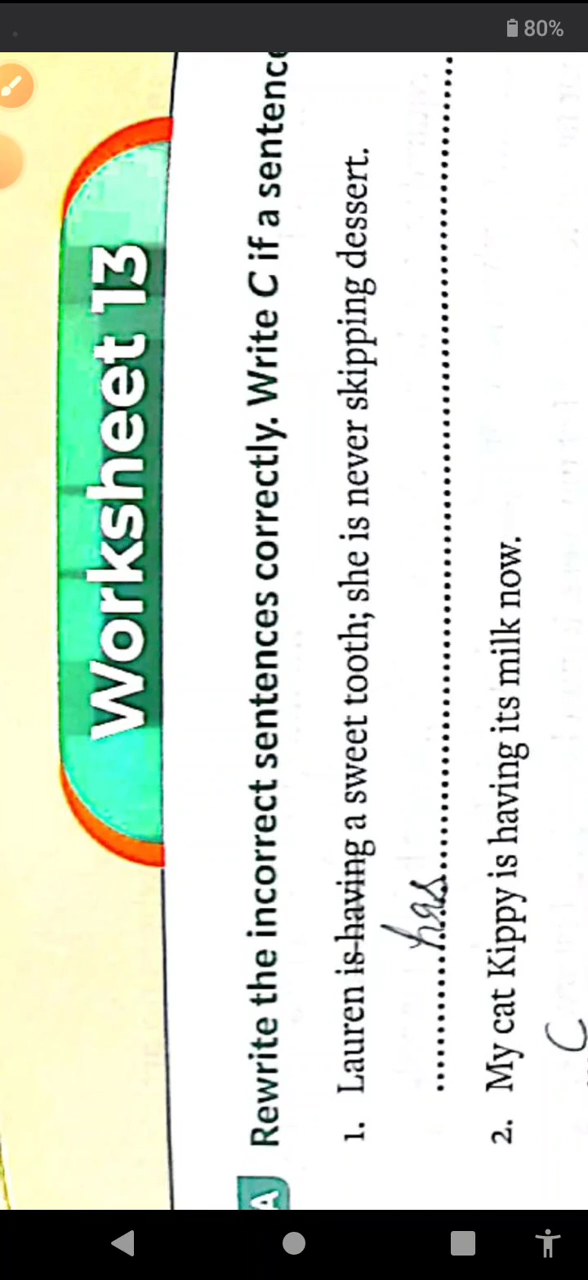 80%
Worksheet 13
A Rewrite the incorrect sentences correctly. Write C if a sentence
1. Lauren is having a sweet tooth; she is never skipping dessert.
has
2. My cat Kippy is having its milk now.
C